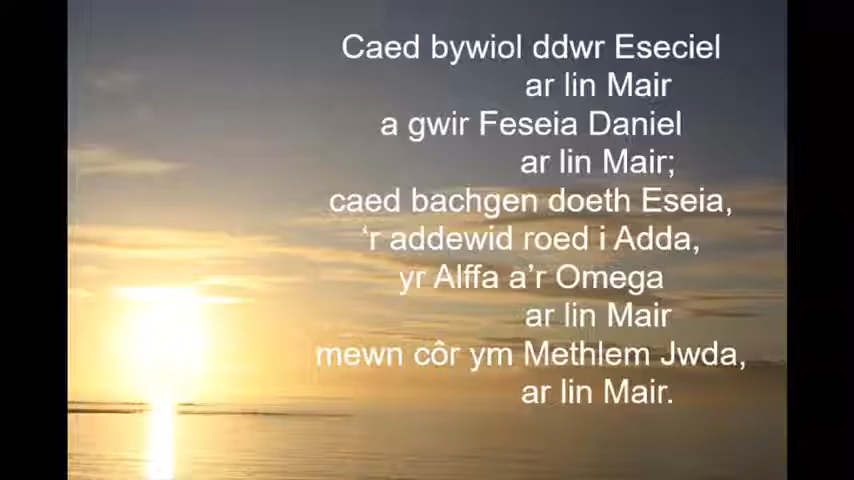 Caed bywiol ddwr Eseciel
ar lin Mair
a gwir Feseia Daniel
ar lin Mair;
caed bachgen doeth Eseia,
‘r addewid roed i Adda,
yr Alffa a’r Omega
ar lin Mair
mewn côr ym Methlem Jwda,
ar lin Mair.